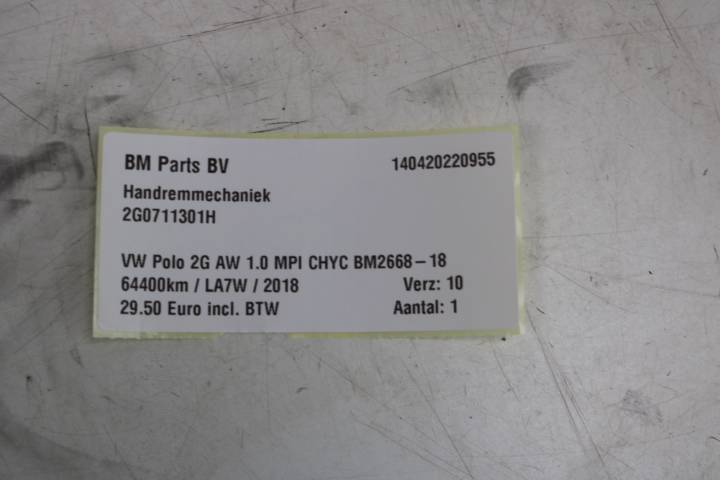 BM Parts BV 140420220955
Handremmechaniek
2G0711301H
VW Polo 2G AW 1.0 MPI CHYC BM2668-18
64400km / LA7W / 2018 Verz: 10
29.50 Euro incl. BTW Aantal: 1